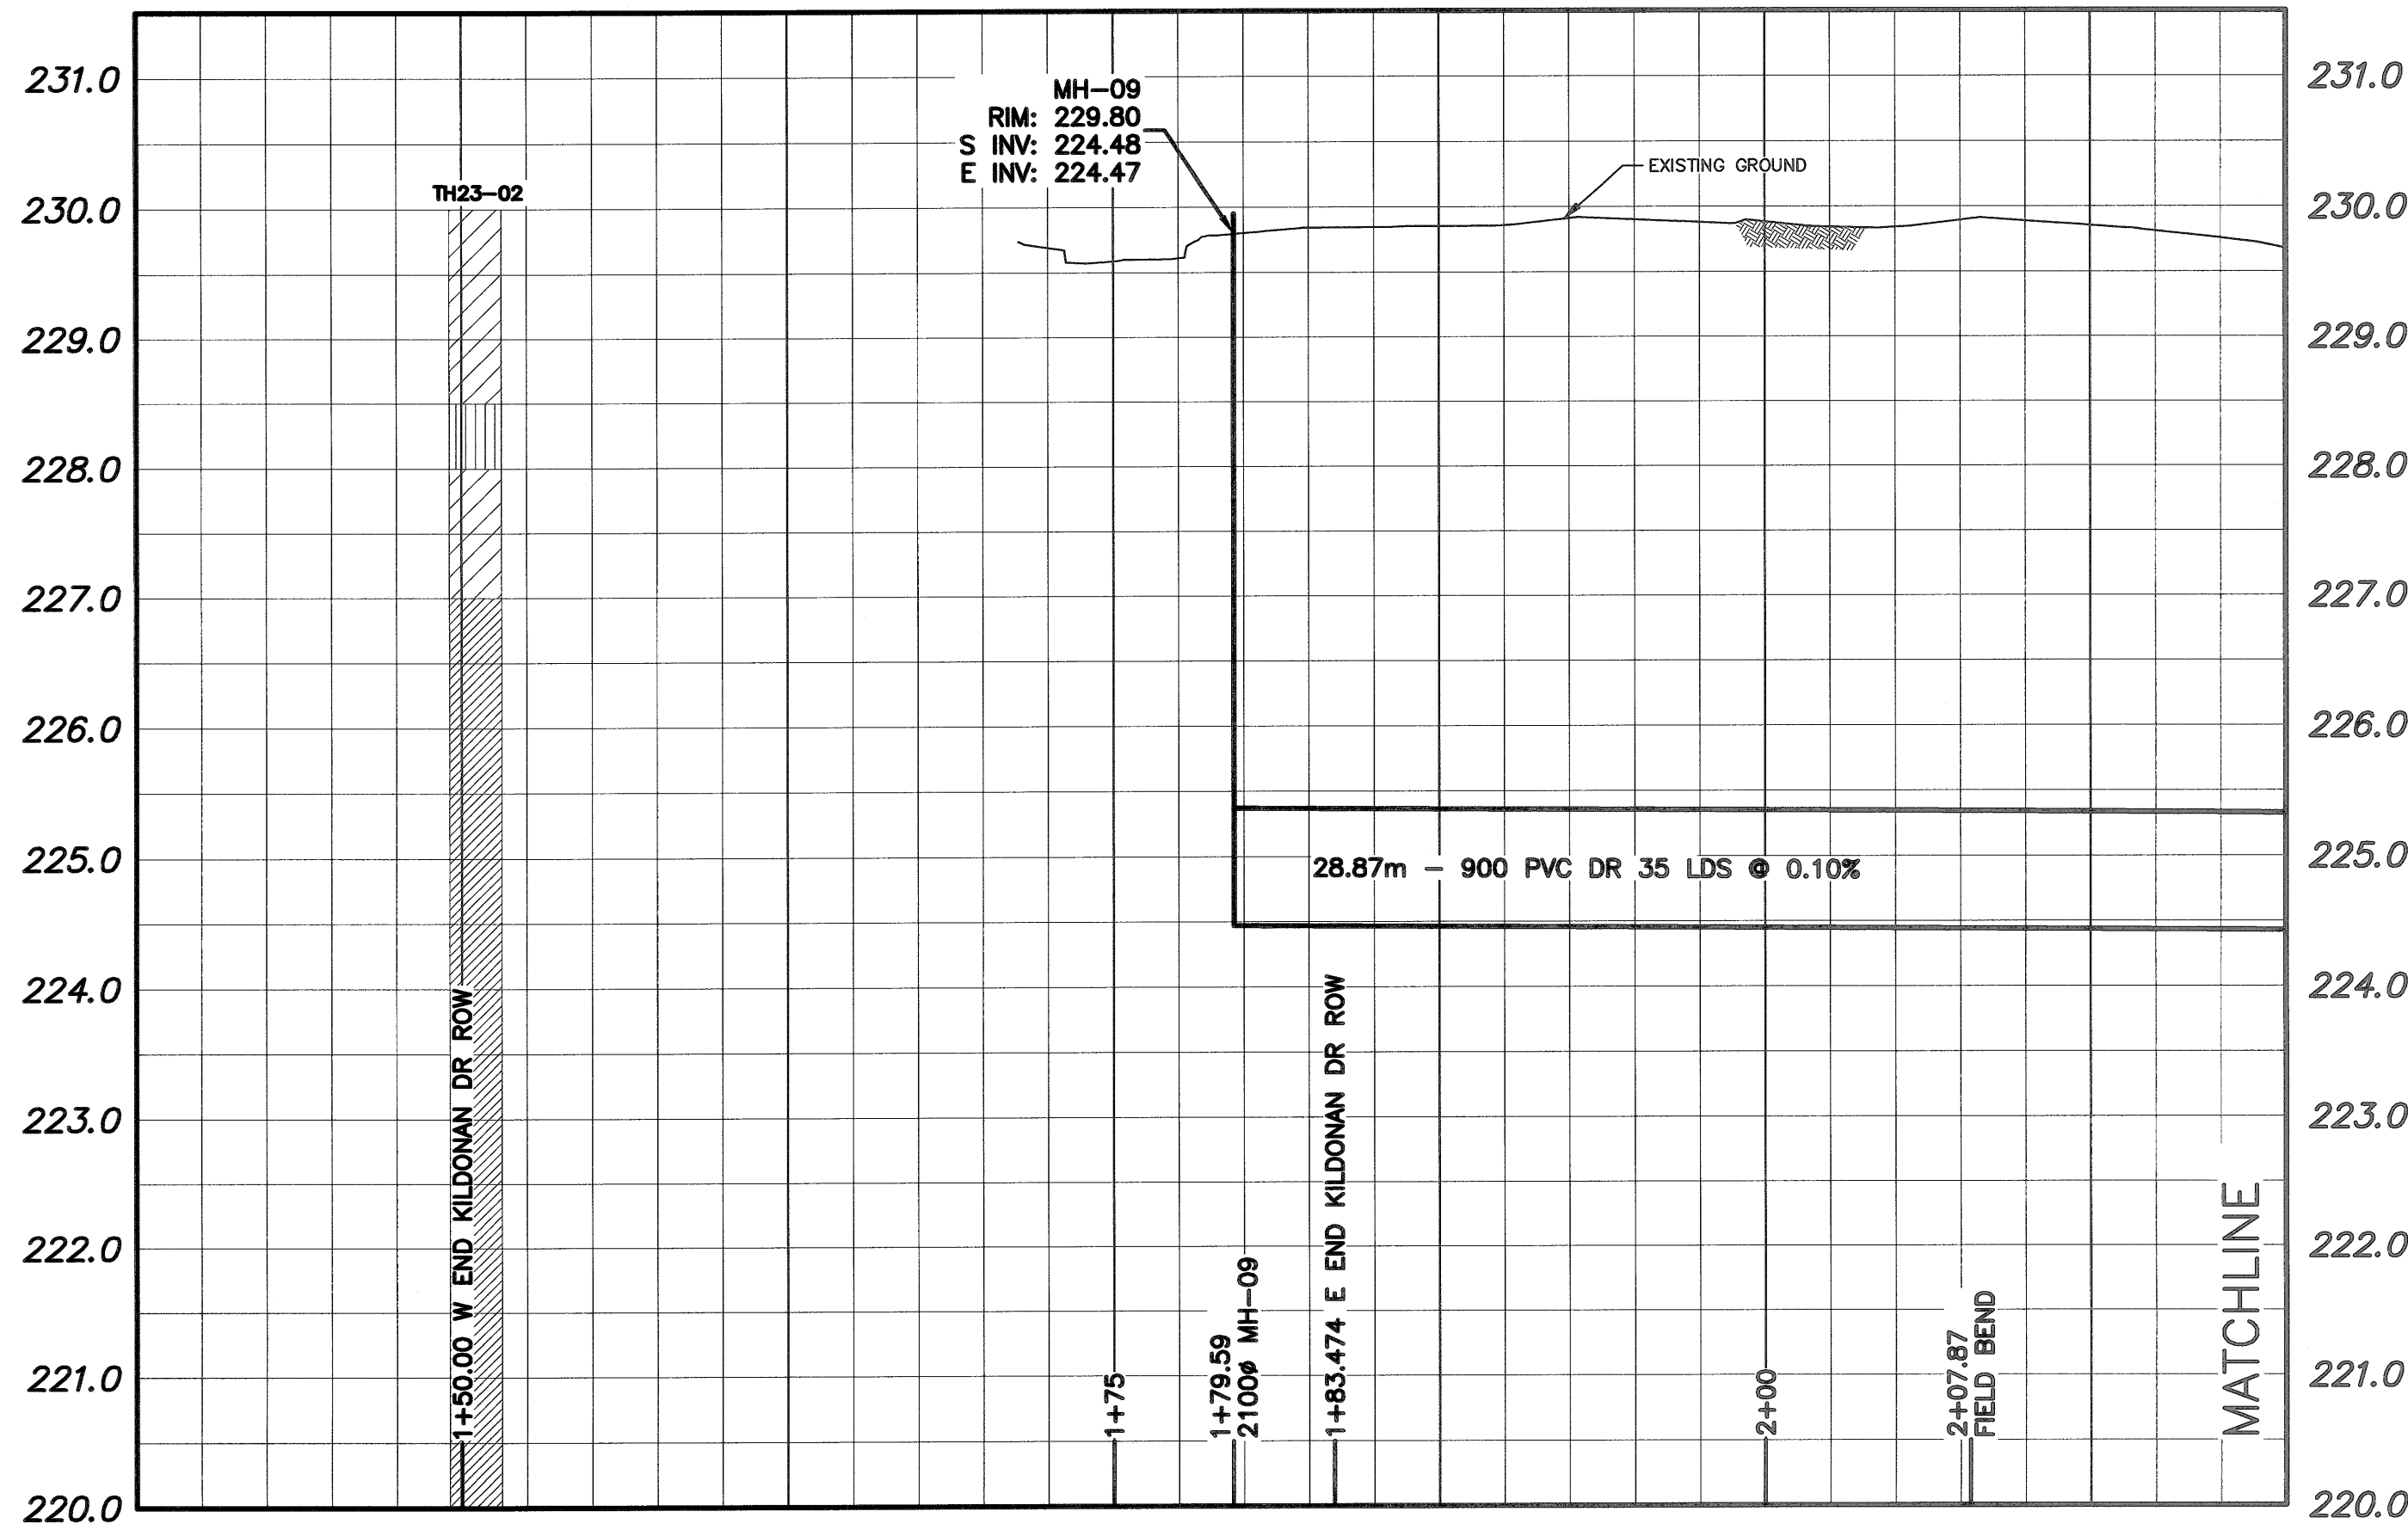 231.0
230.0
229.0
228.0
227.0
226.0
225.0
224.0
223.0
222.0
221.0
220.0
TH23-02
MH-09
RIM: 229.80
S INV: 224.48
E INV: 224.47
EXISTING GROUND
28.87m - 900 PVC DR 35 LDS @ 0.10%
1+50.00 W END KILDONAN DR ROW
1+75
1+79.59
2100ø MH-09
1+83.474 E END KILDONAN DR ROW
2+00
2+07.87
FIELD BEND
MATCHLINE
231.0
230.0
229.0
228.0
227.0
226.0
225.0
224.0
223.0
222.0
221.0
220.0